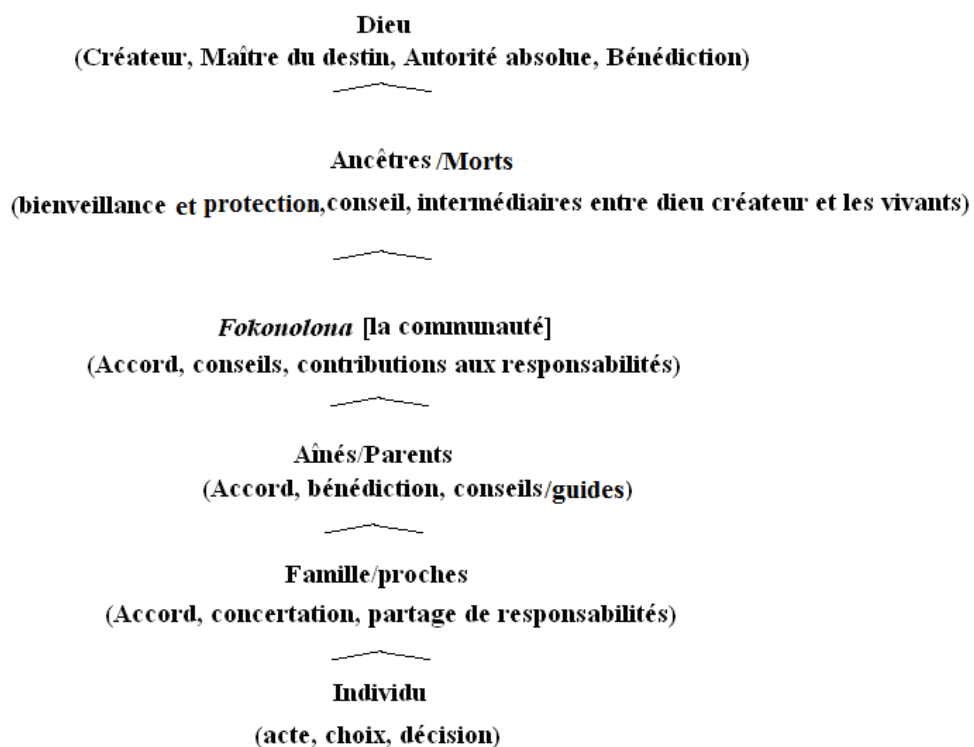 Dieu
(Créateur, Maître du destin, Autorité absolue, Bénédiction)
Ancêtres /Morts
(bienveillance et protection,conseil, intermédiaires entre dieu créateur et les vivants)
Fokonolona [la communauté]
(Accord, conseils, contributions aux responsabilités)
Aînés/Parents
(Accord, bénédiction, conseils/guides)
Famille/proches
(Accord, concertation, partage de responsabilités)
Individu
(acte, choix, décision)